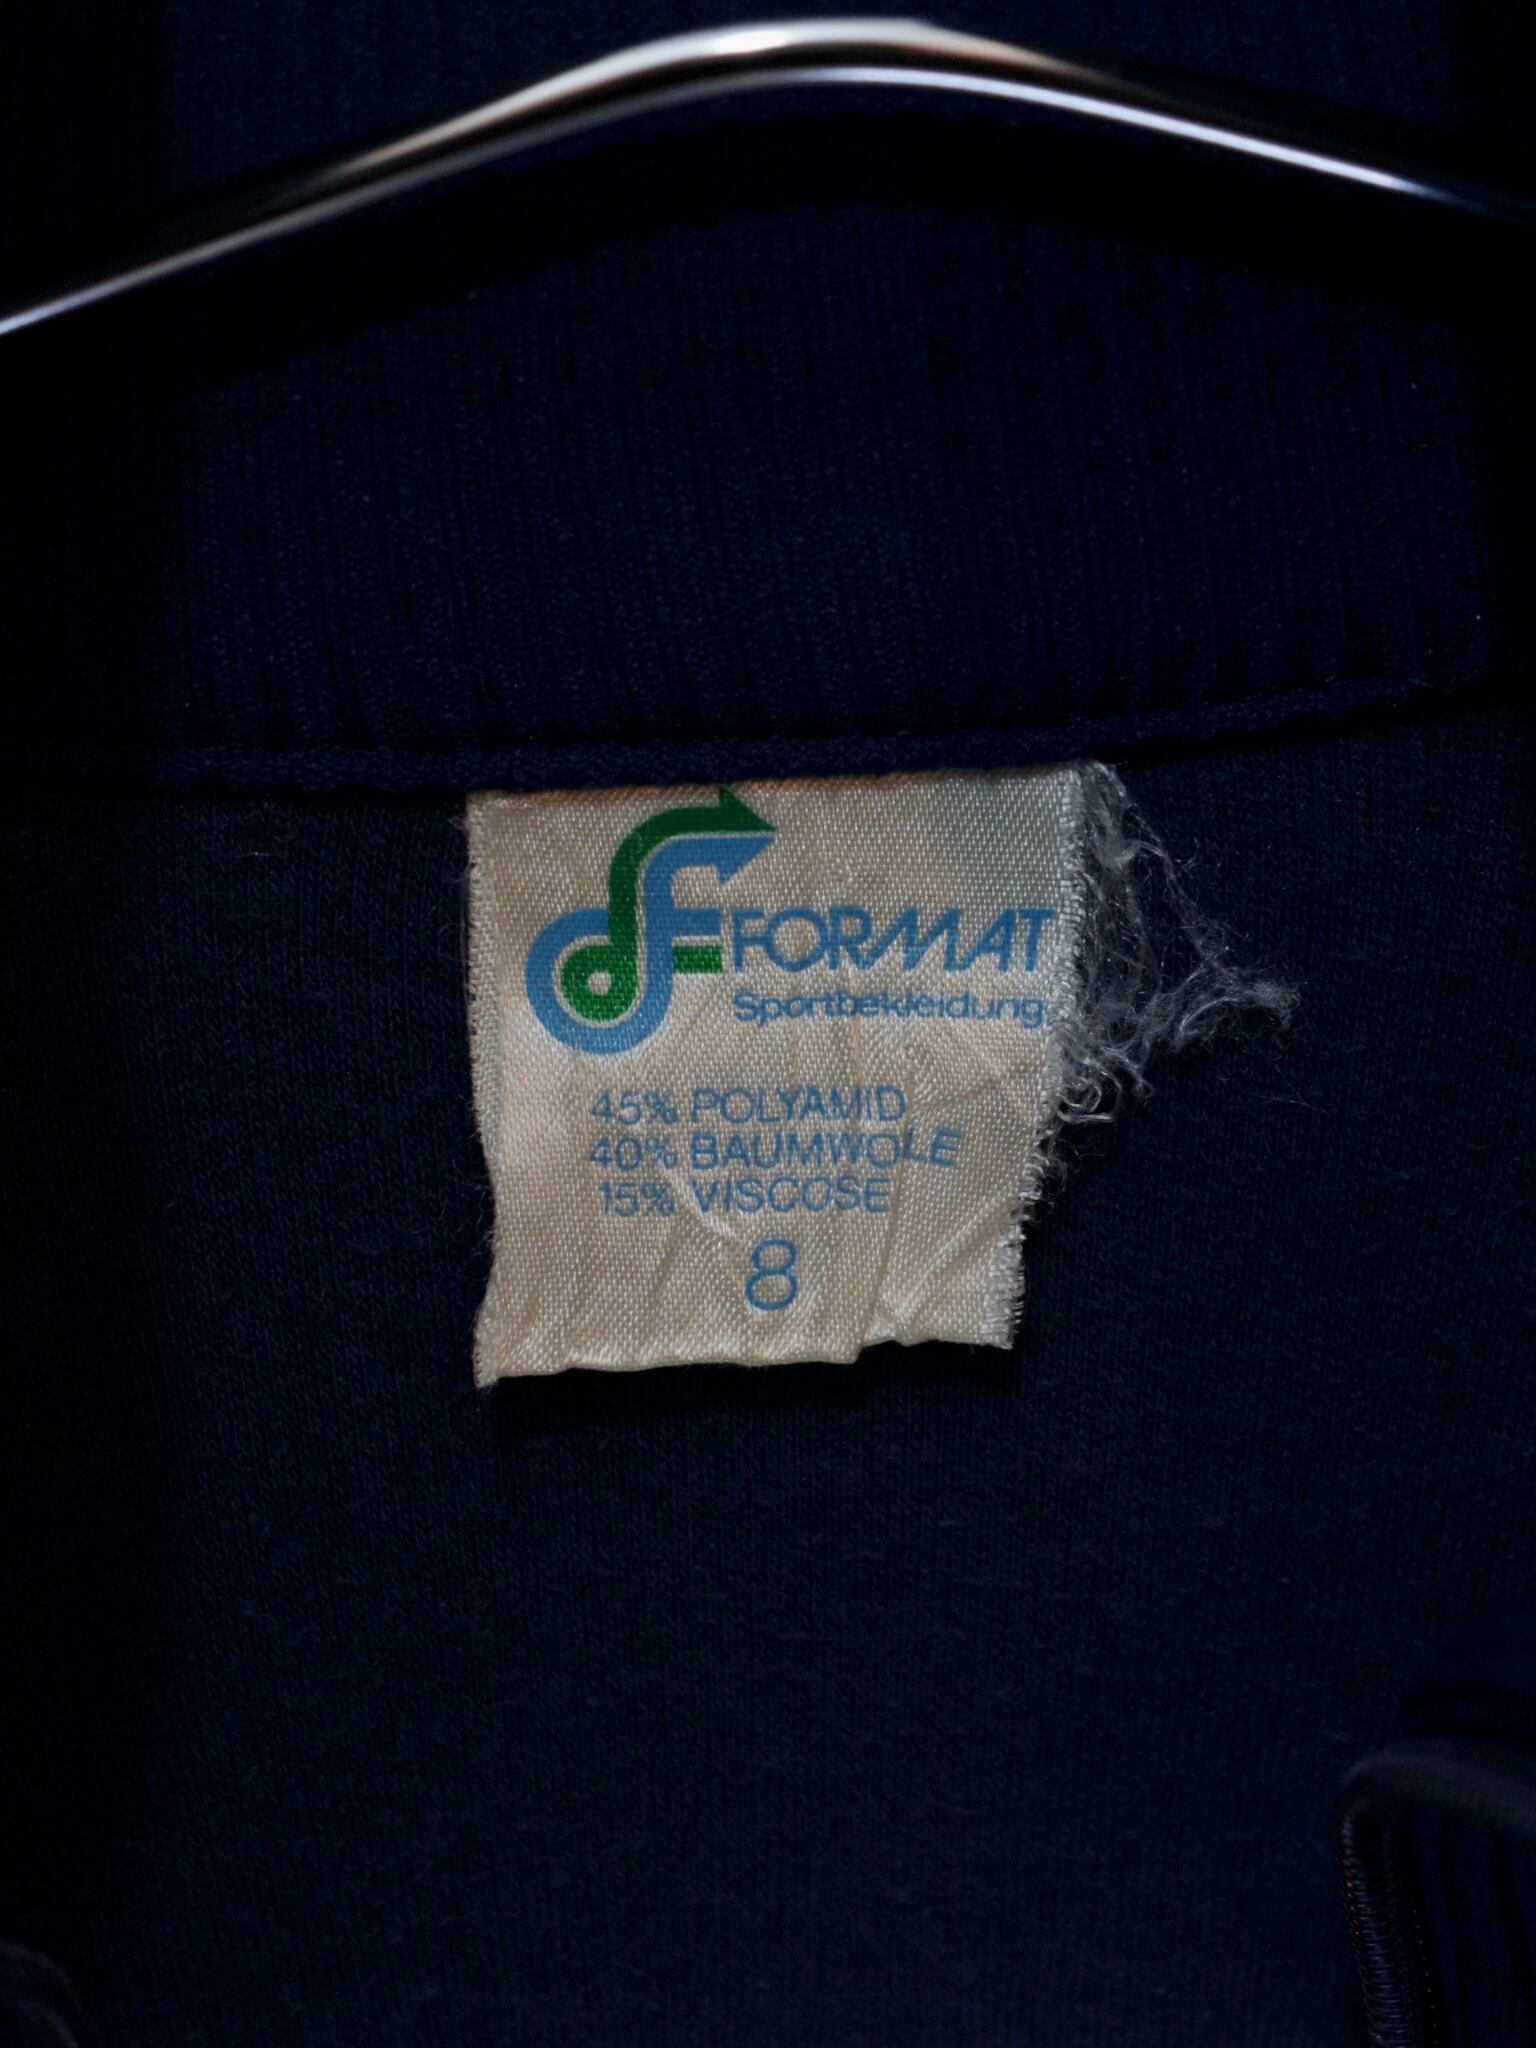 FORMAT
Sportbekleidung
45% POLYAMID
40% BAUMWOLE
15% VISCOSE
8